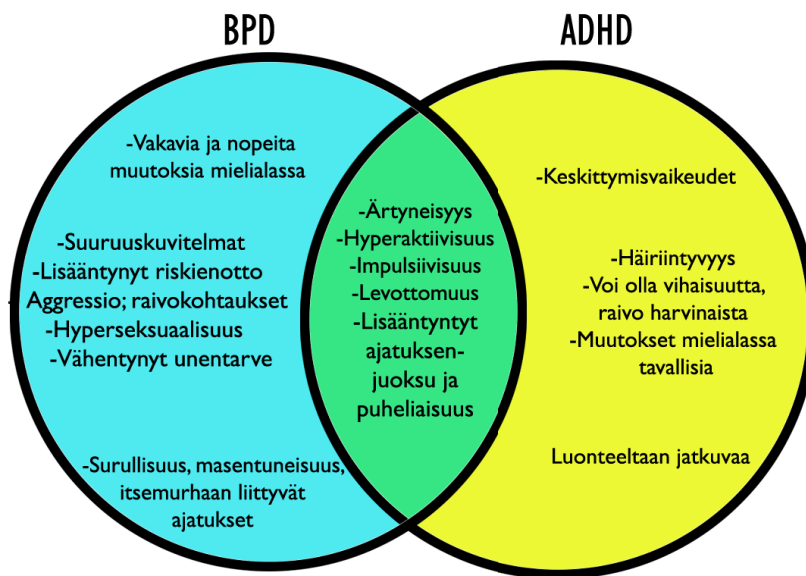 BPD
-Vakavia ja nopeita
muutoksia mielialassa
-Suuruuskuvitelmat
-Lisääntynyt riskienotto
-Aggressio; raivokohtaukset
-Hyperseksuaalisuus
-Vähentynyt unentarve
-Surullisuus, masentuneisuus,
itsemurhaan liittyvät
ajatukset
-Ärtyneisyys
-Hyperaktiivisuus
-Impulsiivisuus
-Levottomuus
-Lisääntyntyt
ajatuksen-
juoksu ja
puheliaisuus
ADHD
-Keskittymisvaikeudet
-Häiriintyvyys
-Voi olla vihaisuutta,
raivo harvinaista
-Muutokset mielialassa
tavallisia
Luonteeltaan jatkuvaa